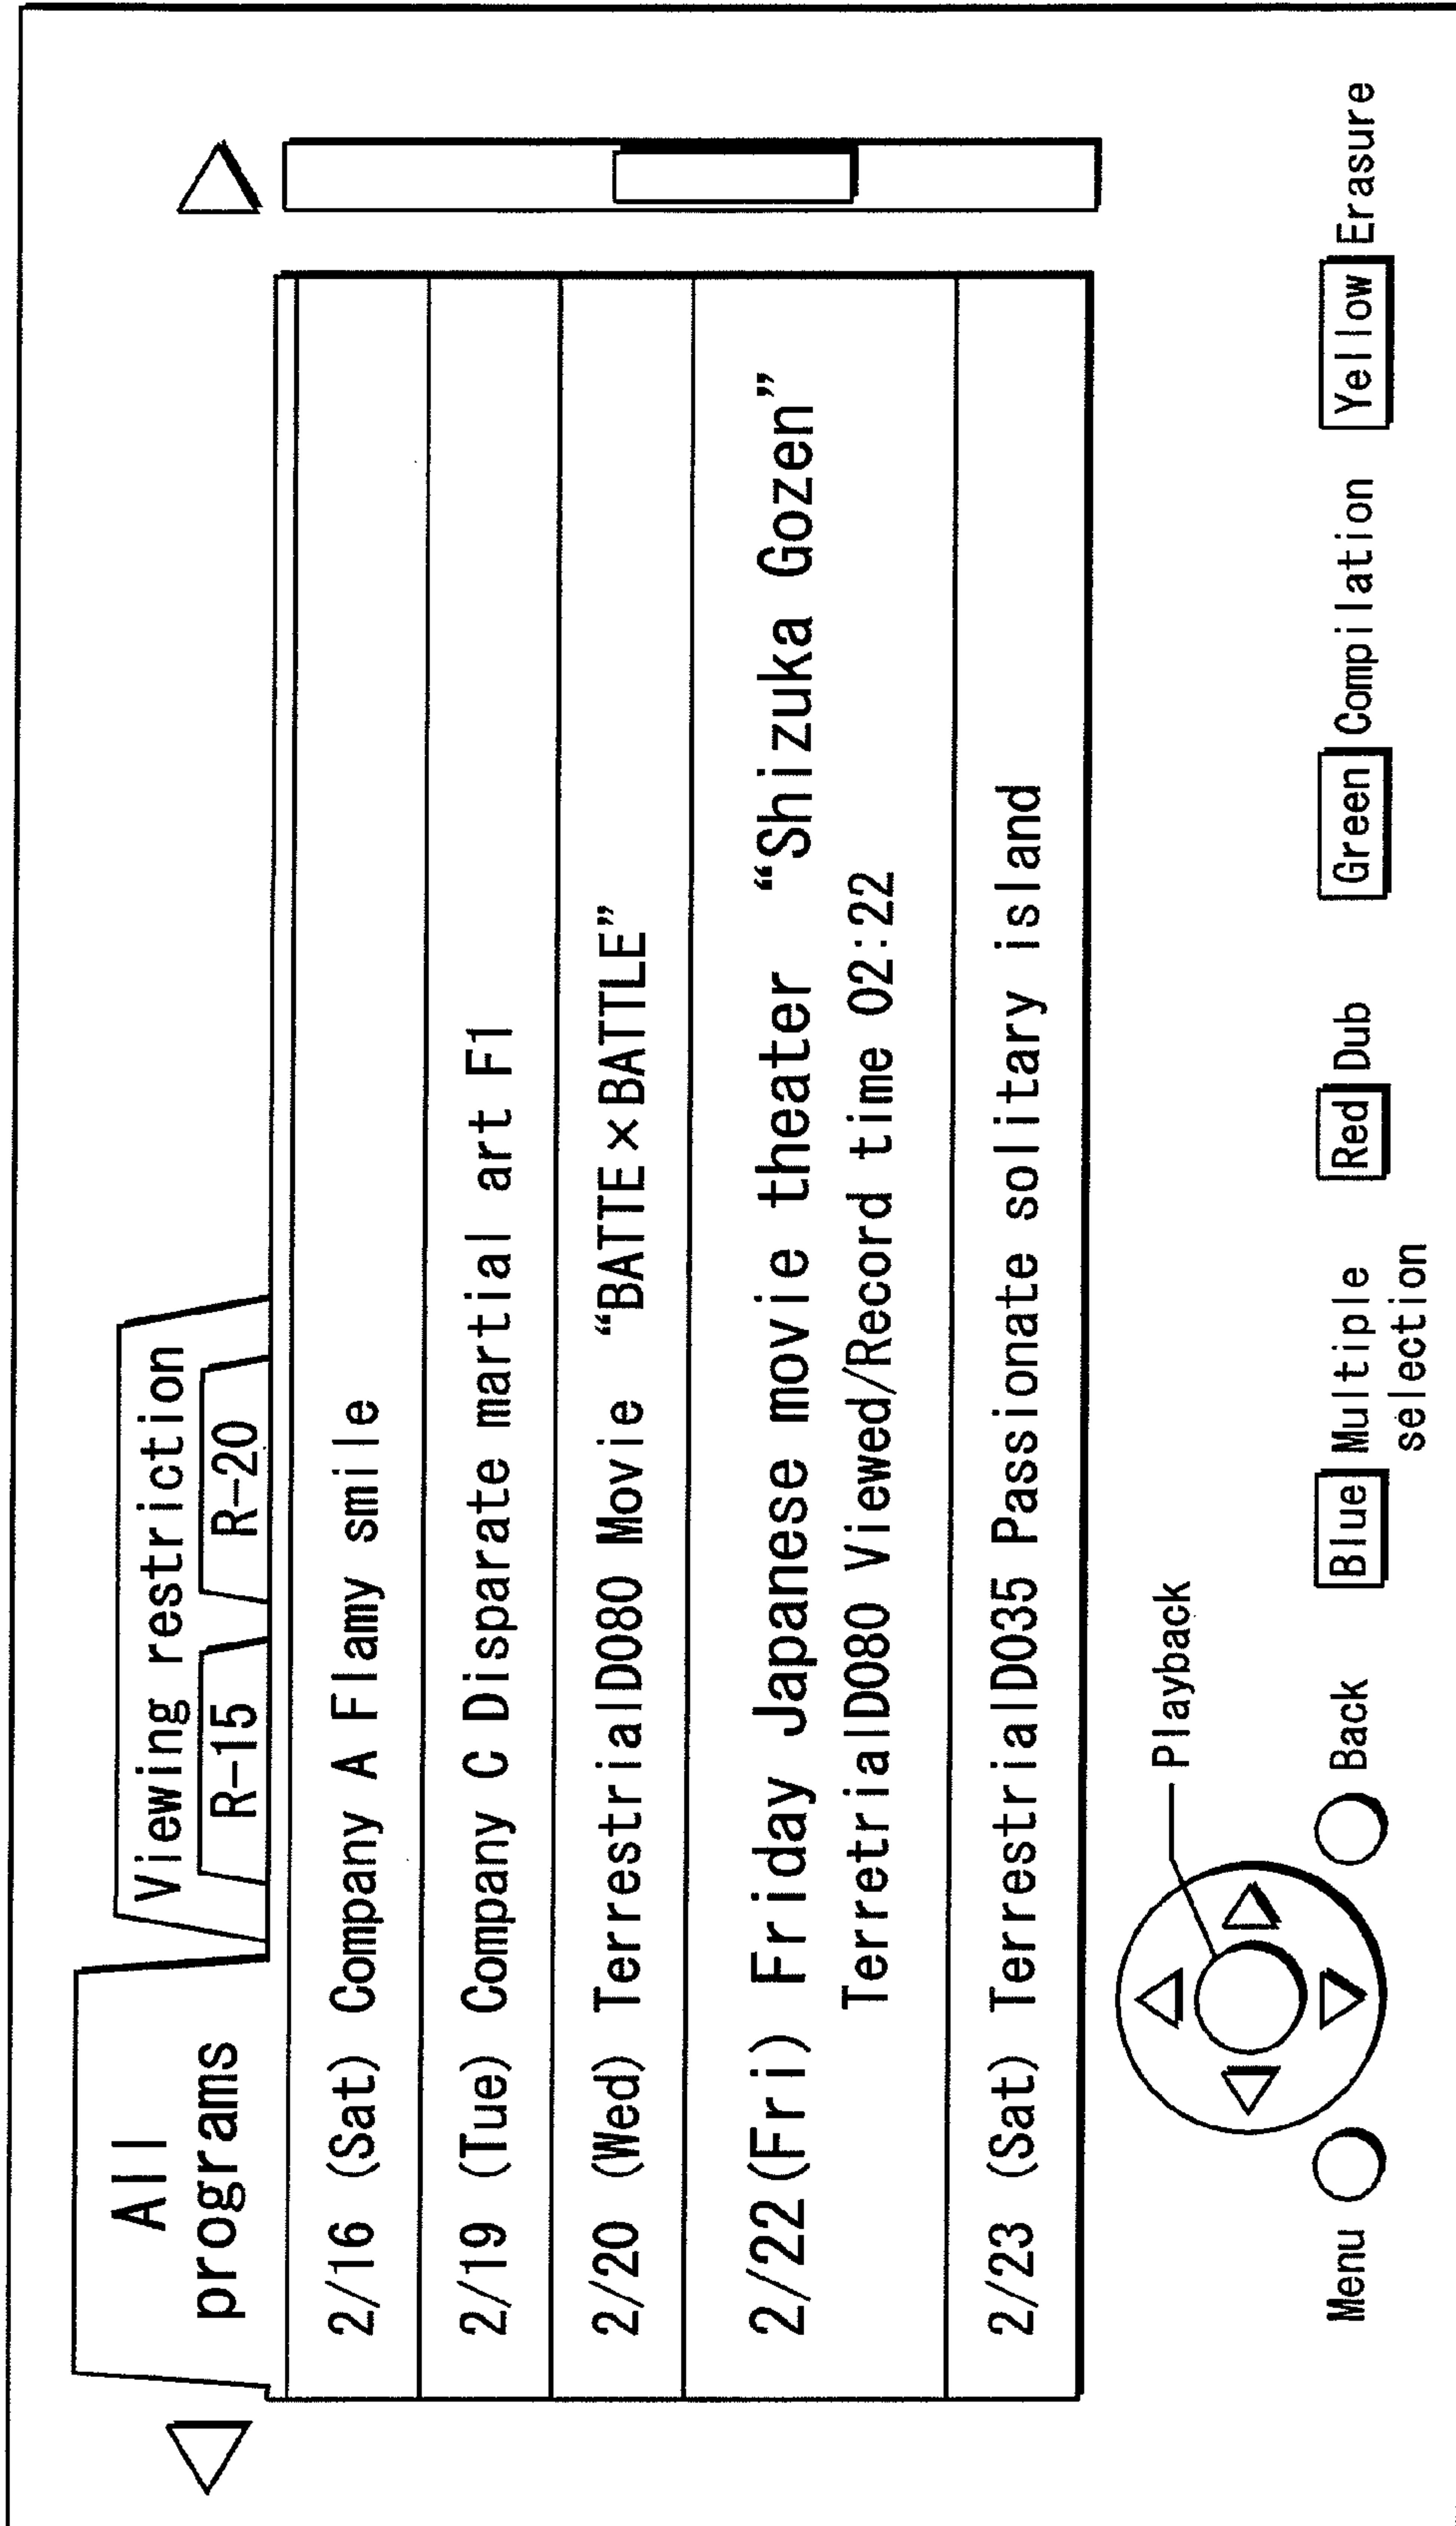 All
programs
Viewing restriction
R-15 R-20
2/16 (Sat) Company A Flamy smile
2/19 (Tue) Company C Disparate martial art F1
2/20 (Wed) TerrestrialD080 Movie “BATTE×BATTLE”
2/22(Fri) Friday Japanese movie theater “Shizuka Gozen”
TerretrialD080 Viewed/Record time 02:22
2/23 (Sat) TerrestrialD035 Passionate solitary island
Playback
Menu Back Blue Multiple selection Red Dub Green Compilation Yellow Erasure